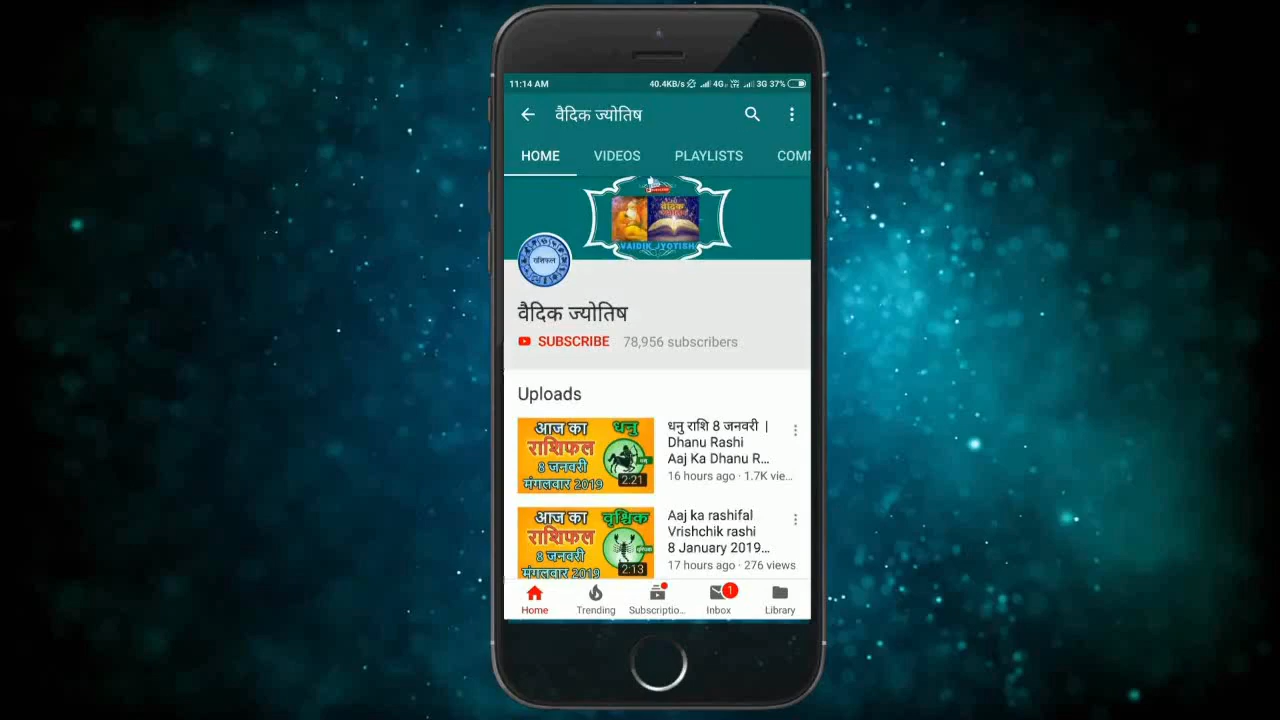 11:14 AM
40.4KB/s 4G VoLTE 3G 37%
वैदिक ज्योतिष
HOME VIDEOS PLAYLISTS COMM
वैदिक
VAIDIK JYOTISH
राशिफल
वैदिक ज्योतिष
SUBSCRIBE 78,956 subscribers
Uploads
आज का धनु
राशिफल
8 जनवरी
मंगलवार 2019
2:21
धनु राशि 8 जनवरी |
Dhanu Rashi
Aaj Ka Dhanu R...
16 hours ago · 1.7K vie...
आज का वृश्चिक
राशिफल
8 जनवरी
मंगलवार 2019
2:13
Aaj ka rashifal
Vrishchik rashi
8 January 2019...
17 hours ago · 276 views
1
Home Trending Subscriptio... Inbox Library